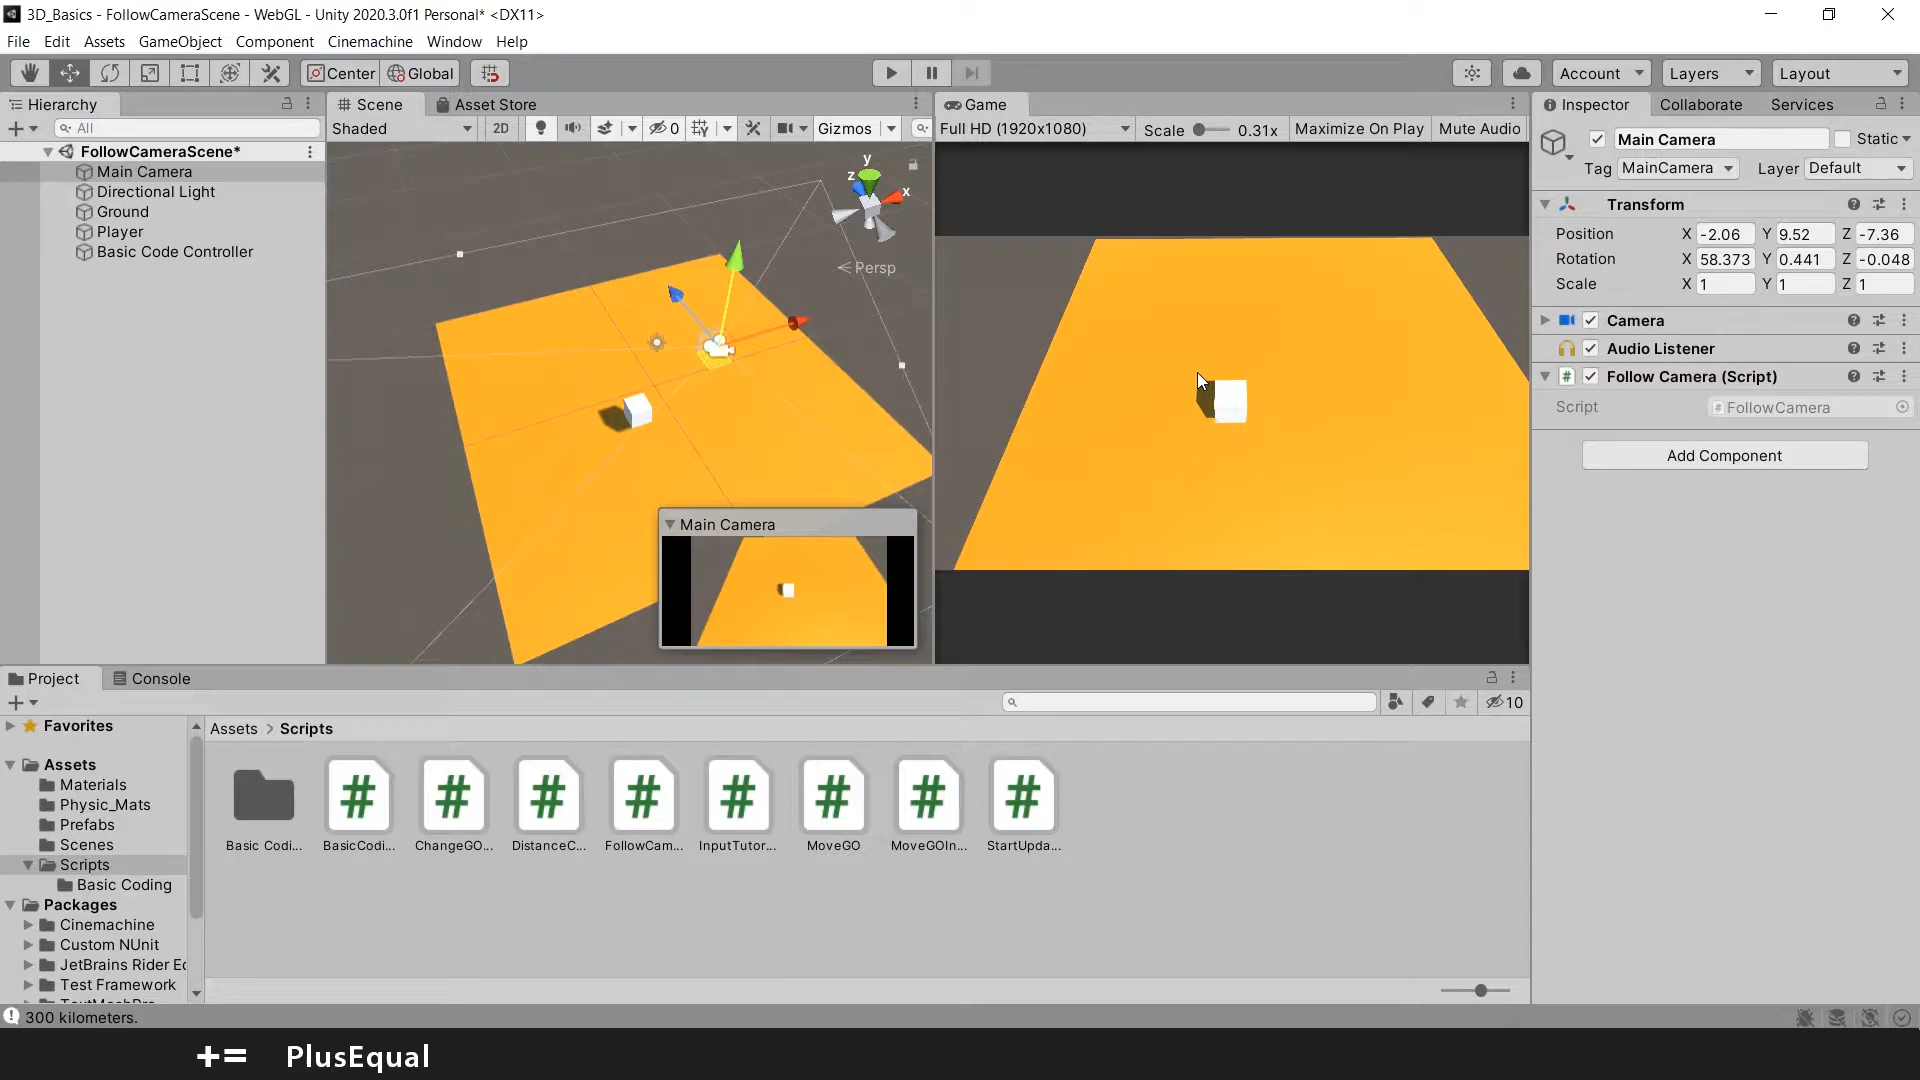 3D_Basics - FollowCameraScene - WebGL - Unity 2020.3.0f1 Personal* <DX11>
File Edit Assets GameObject Component Cinemachine Window Help
Center Global Account Layers Layout
Hierarchy
All
FollowCameraScene*
Main Camera
Directional Light
Ground
Player
Basic Code Controller
Scene Asset Store
Shaded 2D 0 Gizmos
y
z
x
Persp
Main Camera
Game
Full HD (1920x1080) Scale 0.31x Maximize On Play Mute Audio
Inspector Collaborate Services
Main Camera Static
Tag MainCamera Layer Default
Transform
Position X -2.06 Y 9.52 Z -7.36
Rotation X 58.373 Y 0.441 Z -0.048
Scale X 1 Y 1 Z 1
Camera
Audio Listener
# Follow Camera (Script)
Script # FollowCamera
Add Component
Project Console
10
Favorites
Assets
Materials
Physic_Mats
Prefabs
Scenes
Scripts
Basic Coding
Packages
Cinemachine
Custom NUnit
JetBrains Rider
Test Framework
Assets > Scripts
# # # # # # # #
Basic Codi... BasicCodi... ChangeGO... DistanceC... FollowCam... InputTutor... MoveGO MoveGOIn... StartUpda...
300 kilometers.
+= PlusEqual